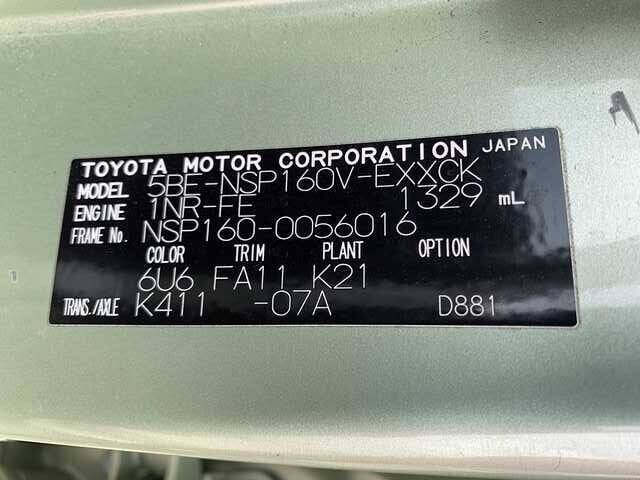 TOYOTA MOTOR CORPORATION JAPAN
MODEL 5BE-NSP160V-EXXGK
ENGINE 1NR-FE 1329 mL
FRAME No. NSP160-0056016
COLOR TRIM PLANT OPTION
6U6 FA11 K21
TRANS./AXLE K411 -07A D881